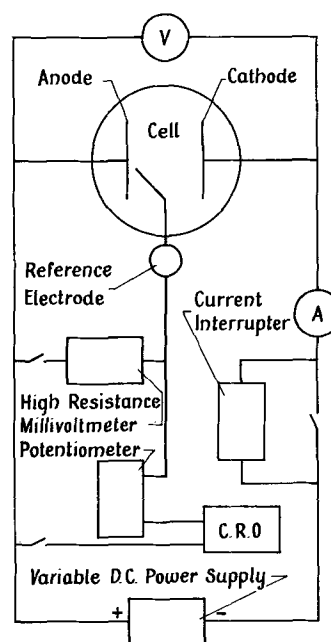 V
Anode
Cathode
Cell
Reference
Electrode
Current
Interrupter
A
High Resistance
Millivoltmeter
Potentiometer
C.R.O
Variable D.C. Power Supply
+
-